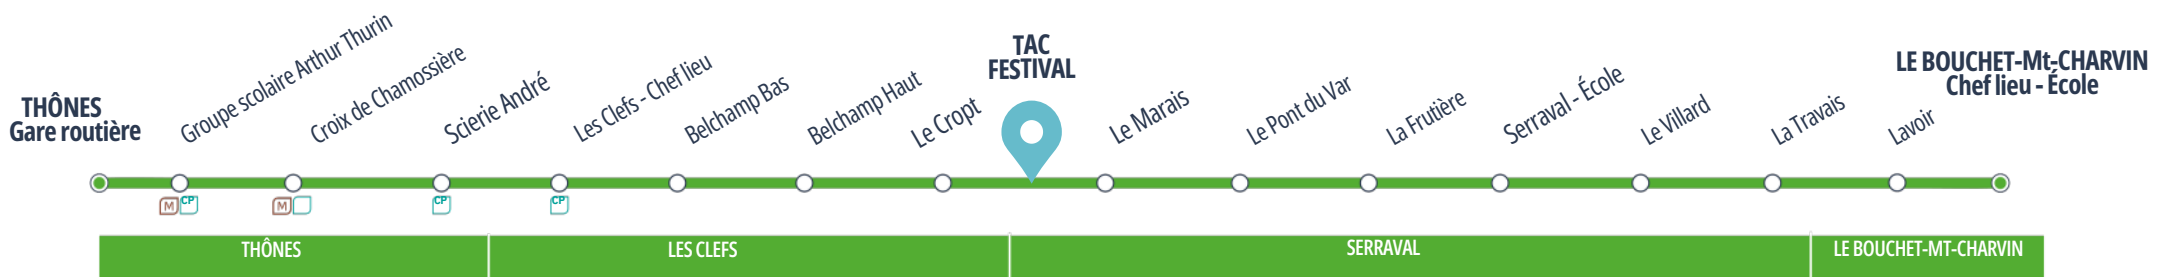 THÔNES
Gare routière
Groupe scolaire Arthur Thurin
Croix de Chamossière
Scierie André
Les Clefs - Chef lieu
Belchamp Bas
Belchamp Haut
Le Cropt
TAC
FESTIVAL
Le Marais
Le Pont du Var
La Frutière
Serraval - École
Le Villard
La Travais
Lavoir
LE BOUCHET-Mt-CHARVIN
Chef lieu - École
M CP
M
CP
CP
THÔNES
LES CLEFS
SERRAVAL
LE BOUCHET-MT-CHARVIN